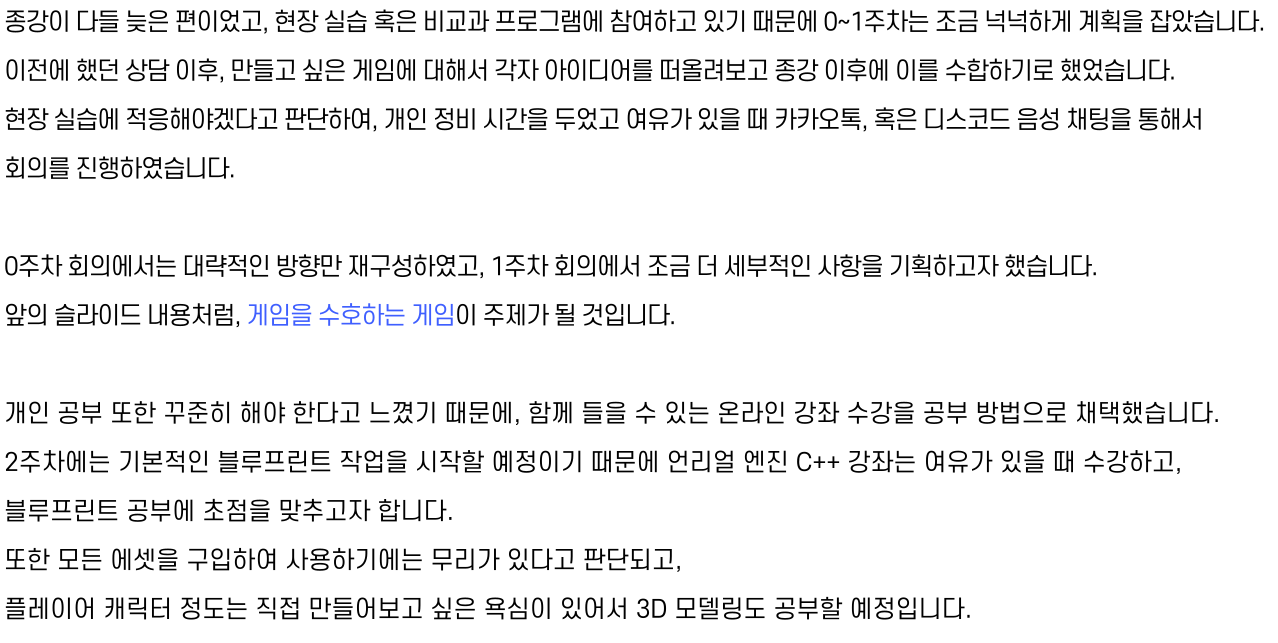 종강이 다들 늦은 편이었고, 현장 실습 혹은 비교과 프로그램에 참여하고 있기 때문에 0~1주차는 조금 넉넉하게 계획을 잡았습니다.
이전에 했던 상담 이후, 만들고 싶은 게임에 대해서 각자 아이디어를 떠올려보고 종강 이후에 이를 수합하기로 했었습니다.
현장 실습에 적응해야겠다고 판단하여, 개인 정비 시간을 두었고 여유가 있을 때 카카오톡, 혹은 디스코드 음성 채팅을 통해서
회의를 진행하였습니다.
0주차 회의에서는 대략적인 방향만 재구성하였고, 1주차 회의에서 조금 더 세부적인 사항을 기획하고자 했습니다.
앞의 슬라이드 내용처럼, 게임을 수호하는 게임이 주제가 될 것입니다.
개인 공부 또한 꾸준히 해야 한다고 느꼈기 때문에, 함께 들을 수 있는 온라인 강좌 수강을 공부 방법으로 채택했습니다.
2주차에는 기본적인 블루프린트 작업을 시작할 예정이기 때문에 언리얼 엔진 C++ 강좌는 여유가 있을 때 수강하고,
블루프린트 공부에 초점을 맞추고자 합니다.
또한 모든 에셋을 구입하여 사용하기에는 무리가 있다고 판단되고,
플레이어 캐릭터 정도는 직접 만들어보고 싶은 욕심이 있어서 3D 모델링도 공부할 예정입니다.